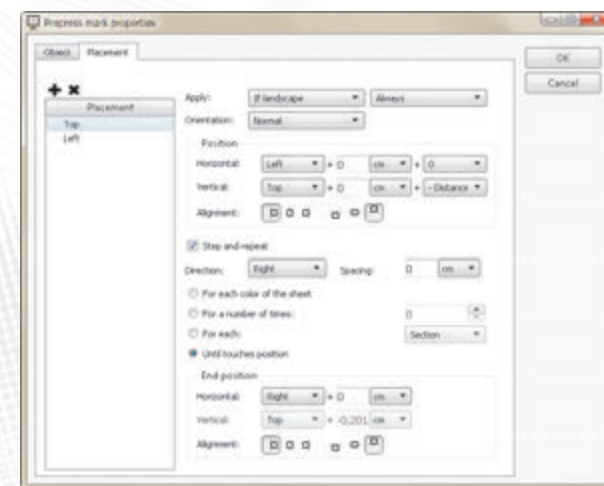 Prepress mark properties
Object Placement
OK
Cancel
Placement
Top
Left
Apply: If landscape Always
Orientation: Normal
Position
Horizontal: Left + 0 cm + 0
Vertical: Top + 0 cm + - Distance
Alignment:
Step and repeat
Direction: Right Spacing: 0 cm
For each color of the sheet
For a number of times: 0
For each: Section
Until touches position
End position
Horizontal: Right + 0 cm
Vertical: Top + -0.201 cm
Alignment: